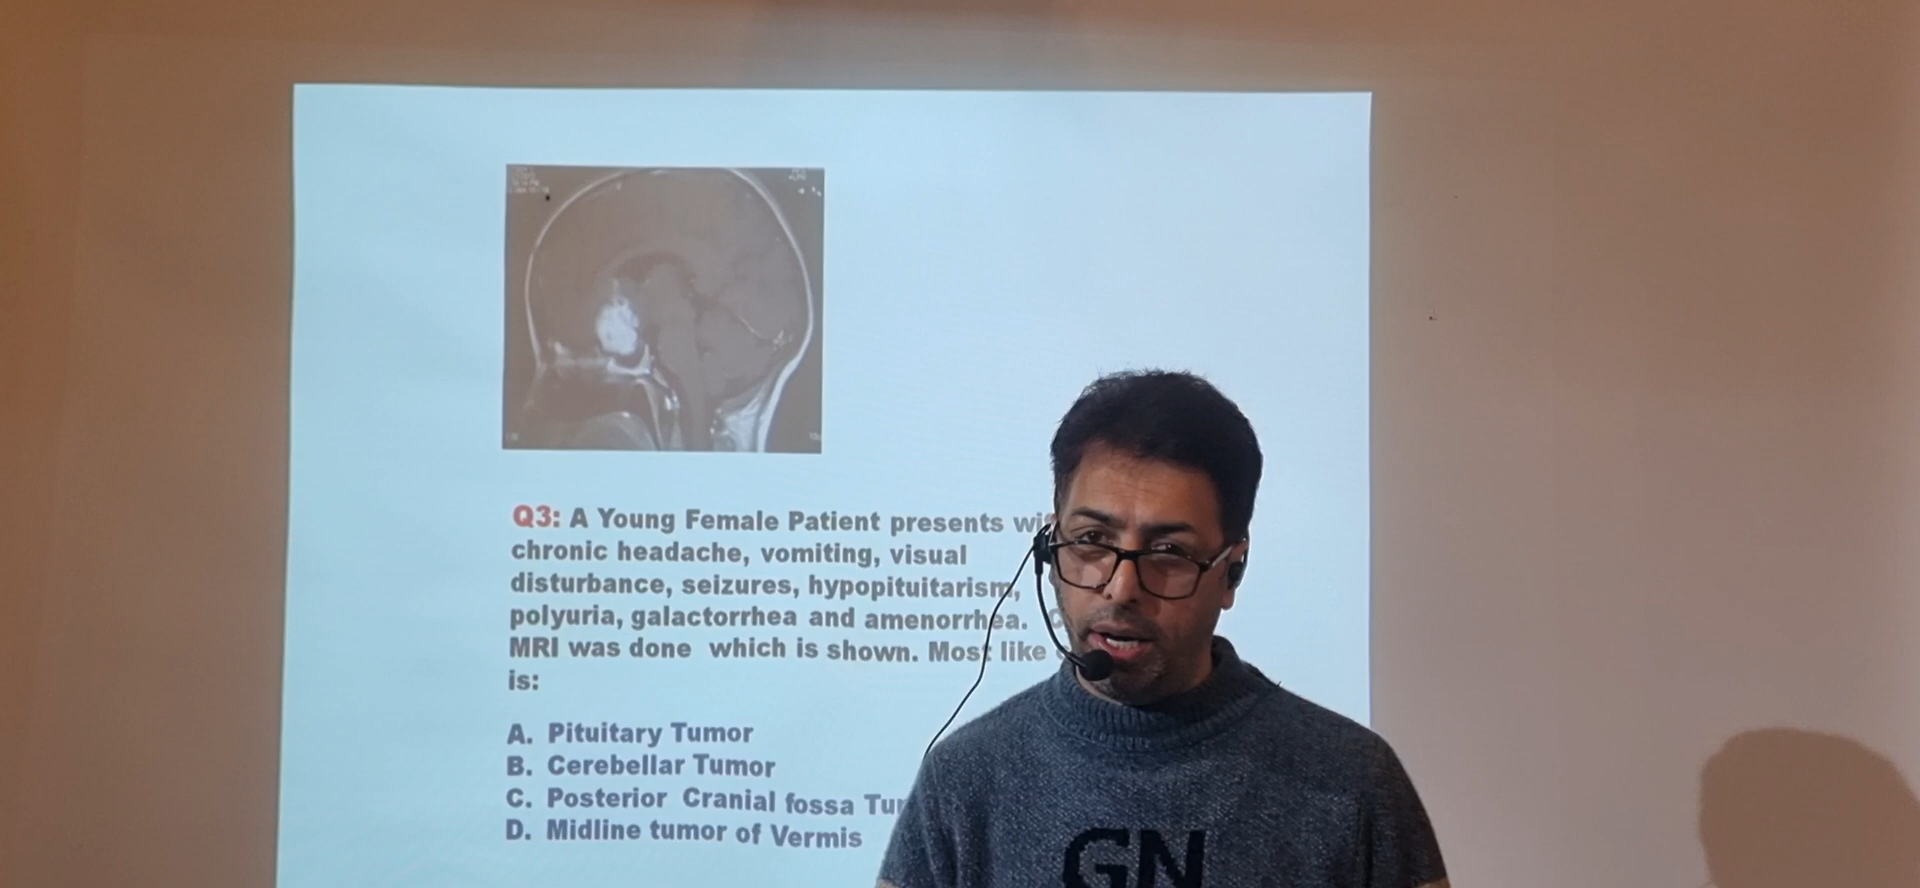 Q3: A Young Female Patient presents
chronic headache, vomiting, visual
disturbance, seizures, hypopituitarism,
polyuria, galactorrhea and amenorrhea.
MRI was done which is shown. Most like
is:
A. Pituitary Tumor
B. Cerebellar Tumor
C. Posterior Cranial fossa
D. Midline tumor of Vermis
GN